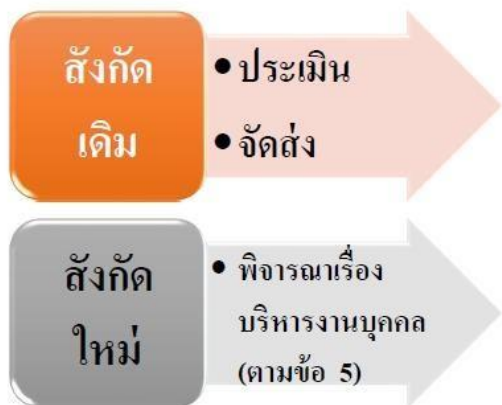 สังกัด
เดิม
• ประเมิน
• จัดส่ง
สังกัด
ใหม่
• พิจารณาเรื่อง
บริหารงานบุคคล
(ตามข้อ 5)